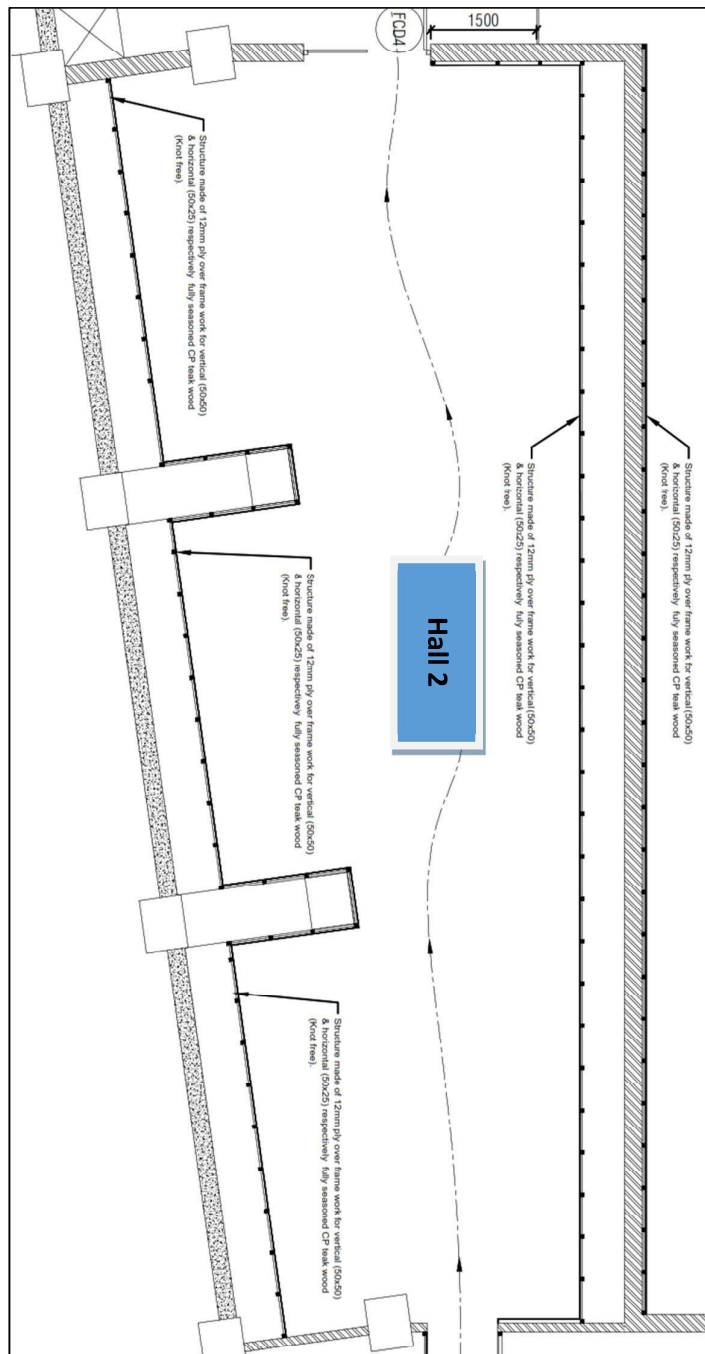 FCD4
1500
Structure made of 12mm ply over frame work for vertical (50x50)
& horizontal (50x25) respectively fully seasoned CP teak wood
(Knot free).
Structure made of 12mm ply over frame work for vertical (50x50)
& horizontal (50x25) respectively fully seasoned CP teak wood
(Knot free).
Structure made of 12mm ply over frame work for vertical (50x50)
& horizontal (50x25) respectively fully seasoned CP teak wood
(Knot free).
Hall 2
Structure made of 12mm ply over frame work for vertical (50x50)
& horizontal (50x25) respectively fully seasoned CP teak wood
(Knot free).
Structure made of 12mm ply over frame work for vertical (50x50)
& horizontal (50x25) respectively fully seasoned CP teak wood
(Knot free).